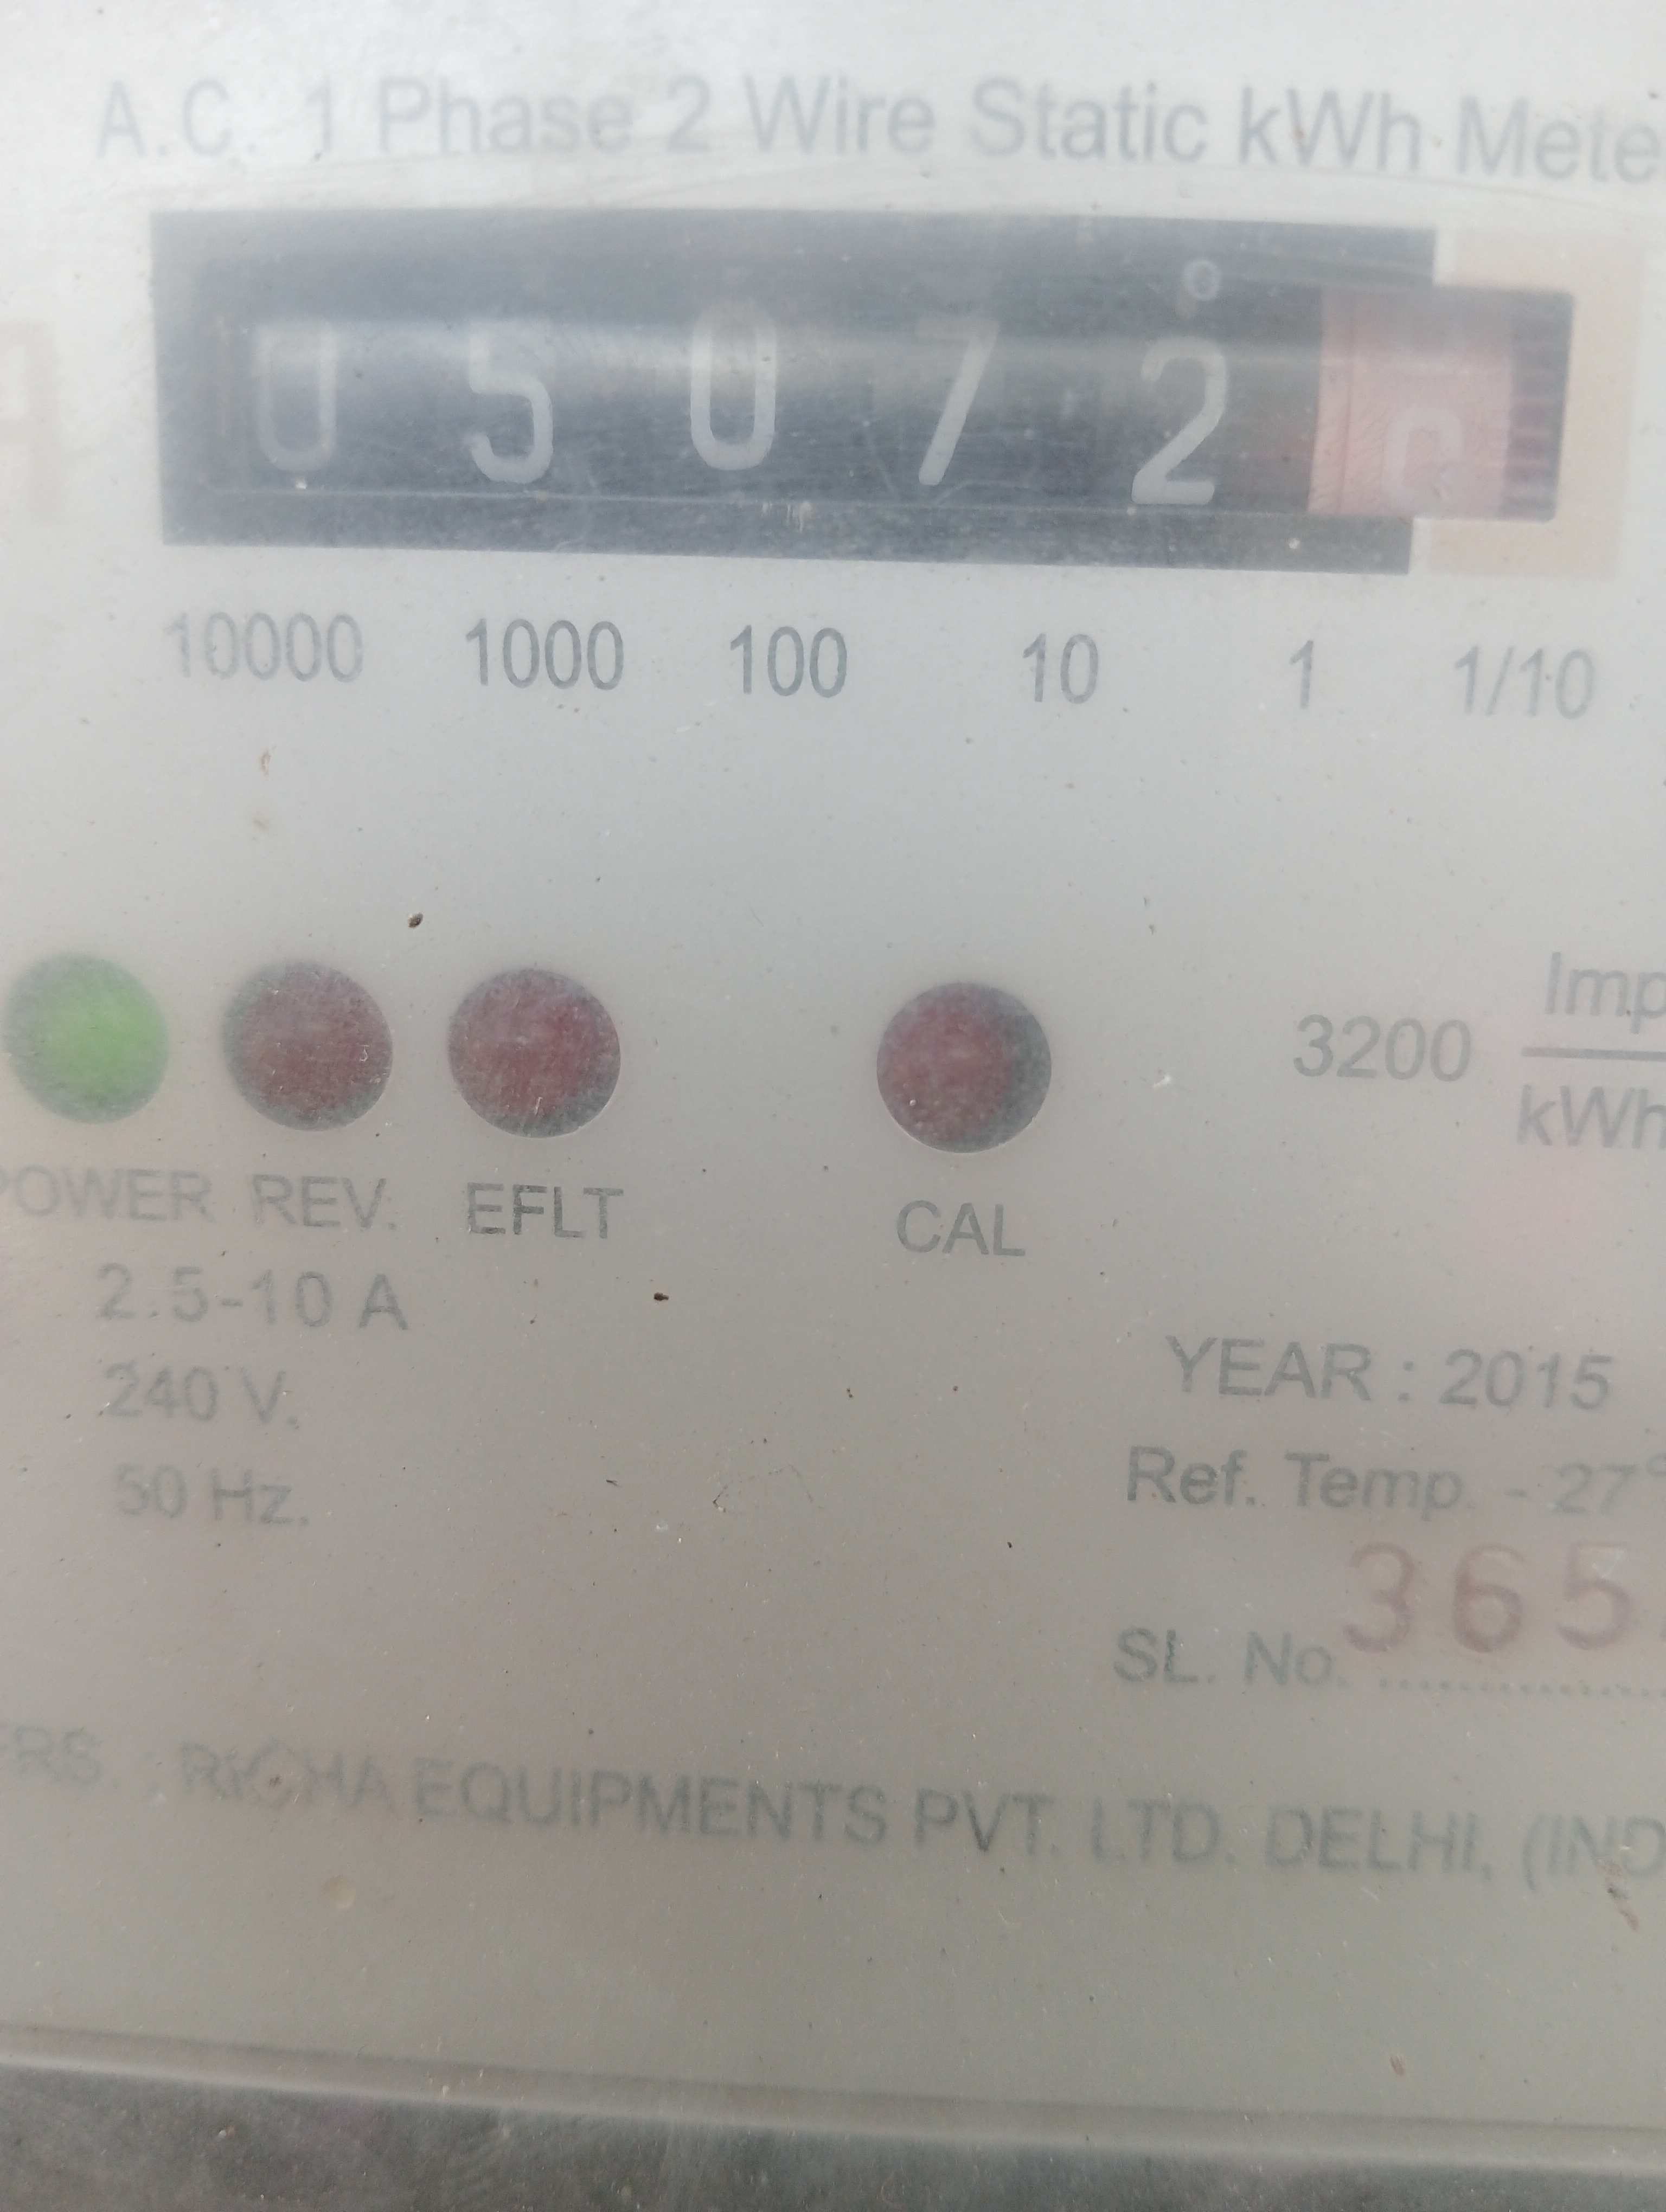 A.C. 1 Phase 2 Wire Static kWh Mete
0 5 0 7 2
10000 1000 100 10 1 1/10
3200 Imp
kWh
POWER REV. EFLT CAL
2.5-10 A
240 V.
50 Hz.
YEAR : 2015
Ref. Temp. - 27°
SL. No. 365
ERS. : RICHA EQUIPMENTS PVT. LTD. DELHI, (IND